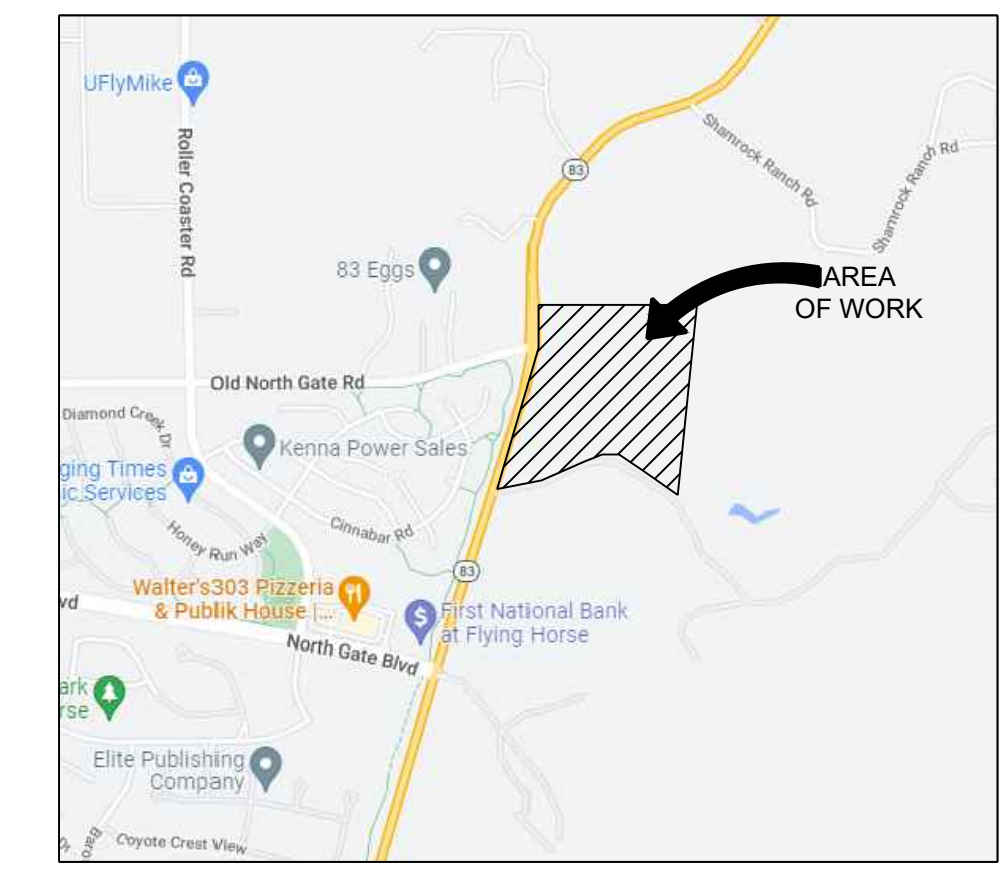 UFlyMike
Roller Coaster Rd
83
Shamrock Ranch Rd
Shamrock Ranch Rd
83 Eggs
AREA
OF WORK
Old North Gate Rd
Diamond Creek Dr
Kenna Power Sales
ging Times
ic Services
Cinnabar Rd
Honey Run Way
83
Walter's303 Pizzeria
& Publik House |...
vd
First National Bank
at Flying Horse
North Gate Blvd
ark
rse
Elite Publishing
Company
Coyote Crest View
Baro